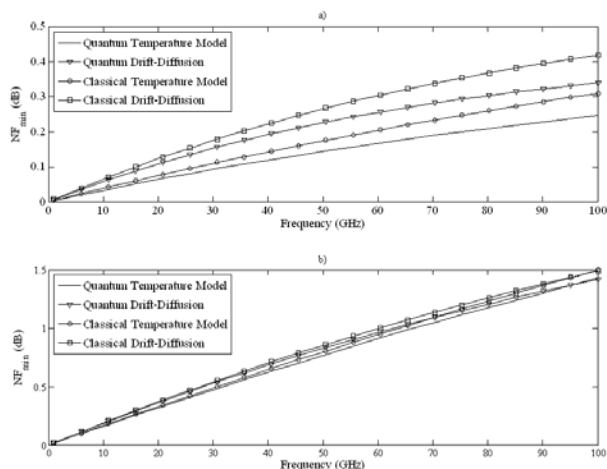 a)
0.5
0.4
0.3
0.2
0.1
0
NFmin (dB)
Quantum Temperature Model
Quantum Drift-Diffusion
Classical Temperature Model
Classical Drift-Diffusion
0 10 20 30 40 50 60 70 80 90 100
Frequency (GHz)
b)
1.5
1
0.5
0
NFmin (dB)
Quantum Temperature Model
Quantum Drift-Diffusion
Classical Temperature Model
Classical Drift-Diffusion
0 10 20 30 40 50 60 70 80 90 100
Frequency (GHz)